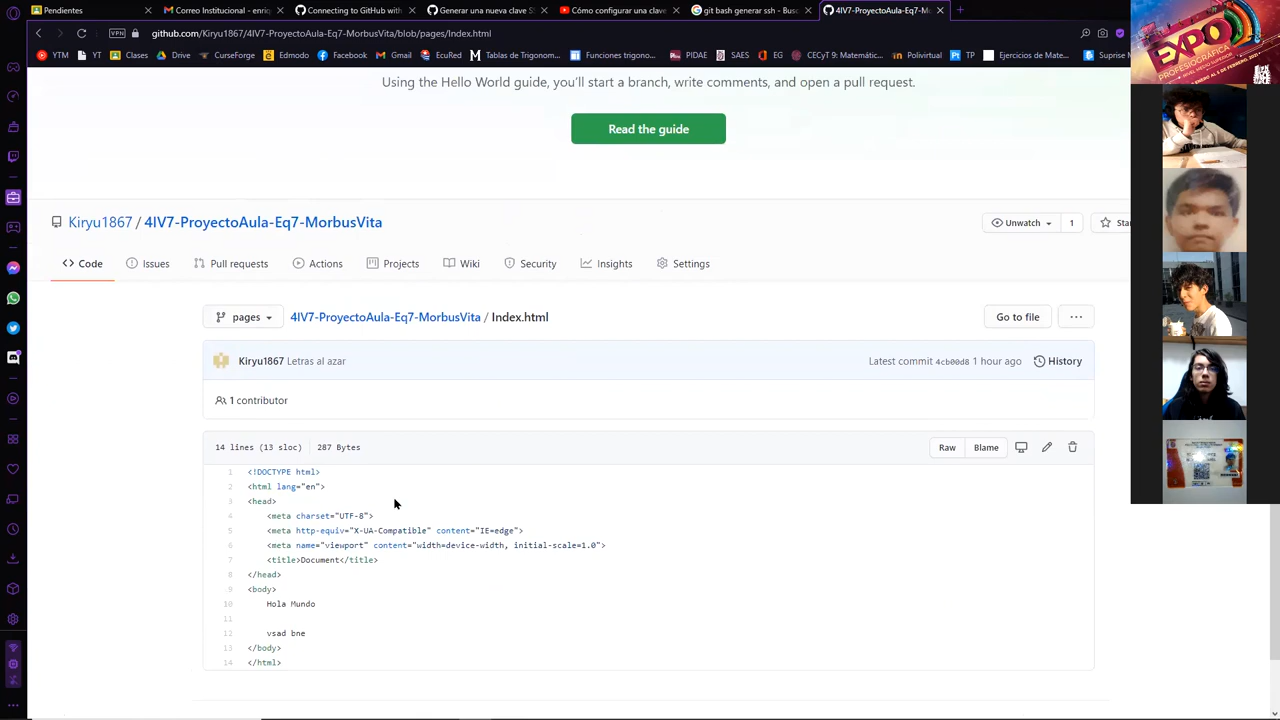 Pendientes
Correo Institucional - enriq
Connecting to GitHub with
Generar una nueva clave S
Cómo configurar una clave
git bash generar ssh - Busc
4IV7-ProyectoAula-Eq7-M
VPN
github.com/Kiryu1867/4IV7-ProyectoAula-Eq7-MorbusVita/blob/pages/Index.html
YTM
YT
Clases
Drive
CurseForge
Edmodo
Facebook
Gmail
EcuRed
Tablas de Trigonom...
Funciones trigono...
PIDAE
SAES
EG
CECyT 9: Matemátic...
Polivirtual
TP
Ejercicios de Mate...
Suprise M
EXPO
PROFESIOGRÁFICA
Using the Hello World guide, you'll start a branch, write comments, and open a pull request.
Read the guide
Kiryu1867 / 4IV7-ProyectoAula-Eq7-MorbusVita
Unwatch
1
Star
Code
Issues
Pull requests
Actions
Projects
Wiki
Security
Insights
Settings
pages
4IV7-ProyectoAula-Eq7-MorbusVita / Index.html
Go to file
...
Kiryu1867 Letras al azar
Latest commit 4cb00d8 1 hour ago
History
1 contributor
14 lines (13 sloc)
287 Bytes
Raw
Blame
1 <!DOCTYPE html>
2 <html lang="en">
3 <head>
4 <meta charset="UTF-8">
5 <meta http-equiv="X-UA-Compatible" content="IE=edge">
6 <meta name="viewport" content="width=device-width, initial-scale=1.0">
7 <title>Document</title>
8 </head>
9 <body>
10 Hola Mundo
11
12 vsad bne
13 </body>
14 </html>